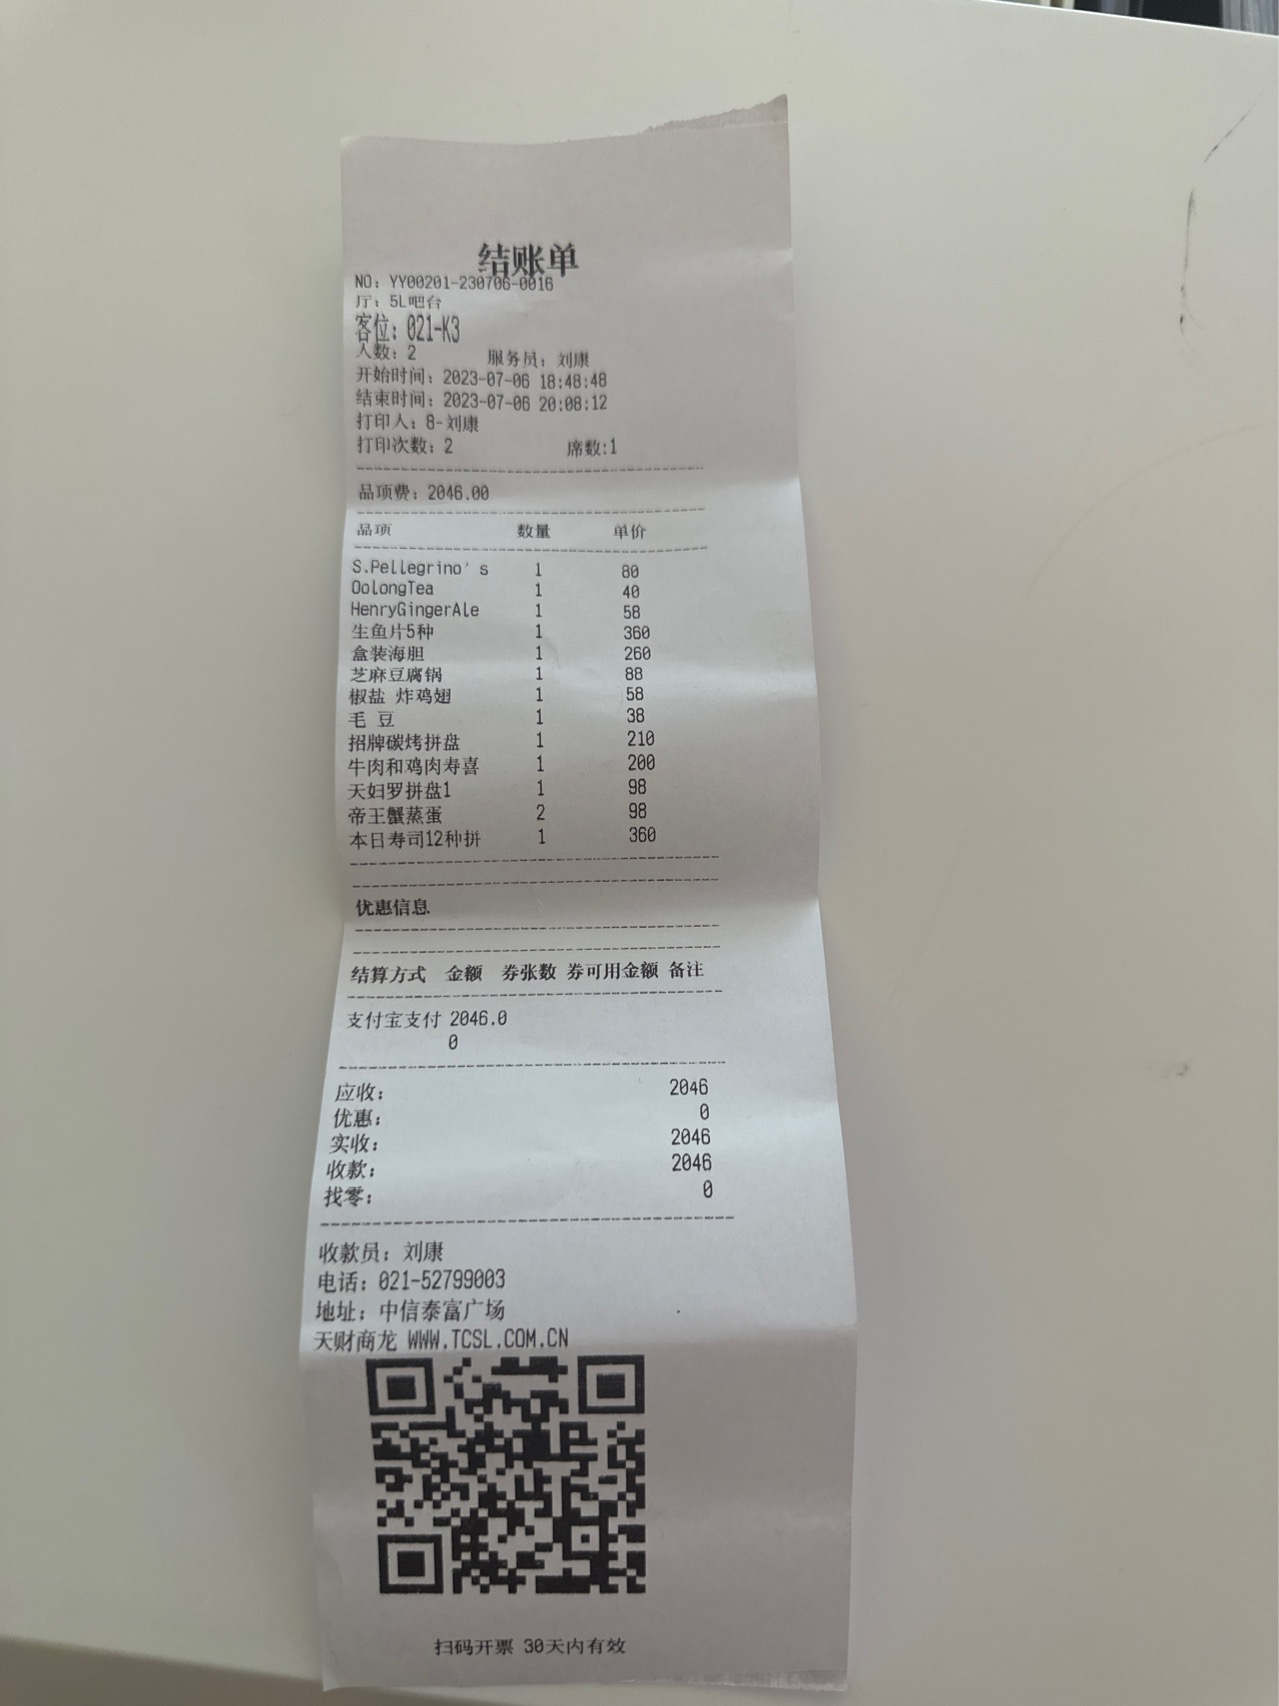 结账单
NO: YY00201-230706-0016
厅: 5L吧台
客位: 021-K3
人数: 2 服务员: 刘康
开始时间: 2023-07-06 18:48:48
结束时间: 2023-07-06 20:08:12
打印人: 8-刘康
打印次数: 2 席数:1
品项费: 2046.00
品项 数量 单价
S.Pellegrino's 1 80
OolongTea 1 40
HenryGingerAle 1 58
生鱼片5种 1 360
盒装海胆 1 260
芝麻豆腐锅 1 88
椒盐 炸鸡翅 1 58
毛 豆 1 38
招牌碳烤拼盘 1 210
牛肉和鸡肉寿喜 1 200
天妇罗拼盘1 1 98
帝王蟹蒸蛋 2 98
本日寿司12种拼 1 360
优惠信息
结算方式 金额 券张数 券可用金额 备注
支付宝支付 2046.0
0
应收: 2046
优惠: 0
实收: 2046
收款: 2046
找零: 0
收款员: 刘康
电话: 021-52799003
地址: 中信泰富广场
天财商龙 WWW.TCSL.COM.CN
扫码开票 30天内有效